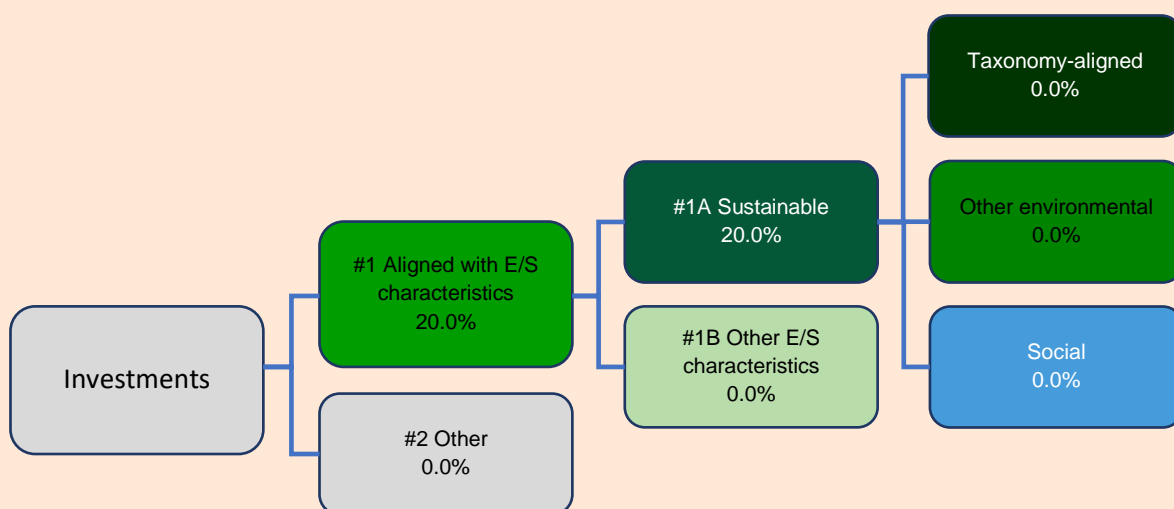 Investments
#1 Aligned with E/S
characteristics
20.0%
#2 Other
0.0%
#1A Sustainable
20.0%
#1B Other E/S
characteristics
0.0%
Taxonomy-aligned
0.0%
Other environmental
0.0%
Social
0.0%